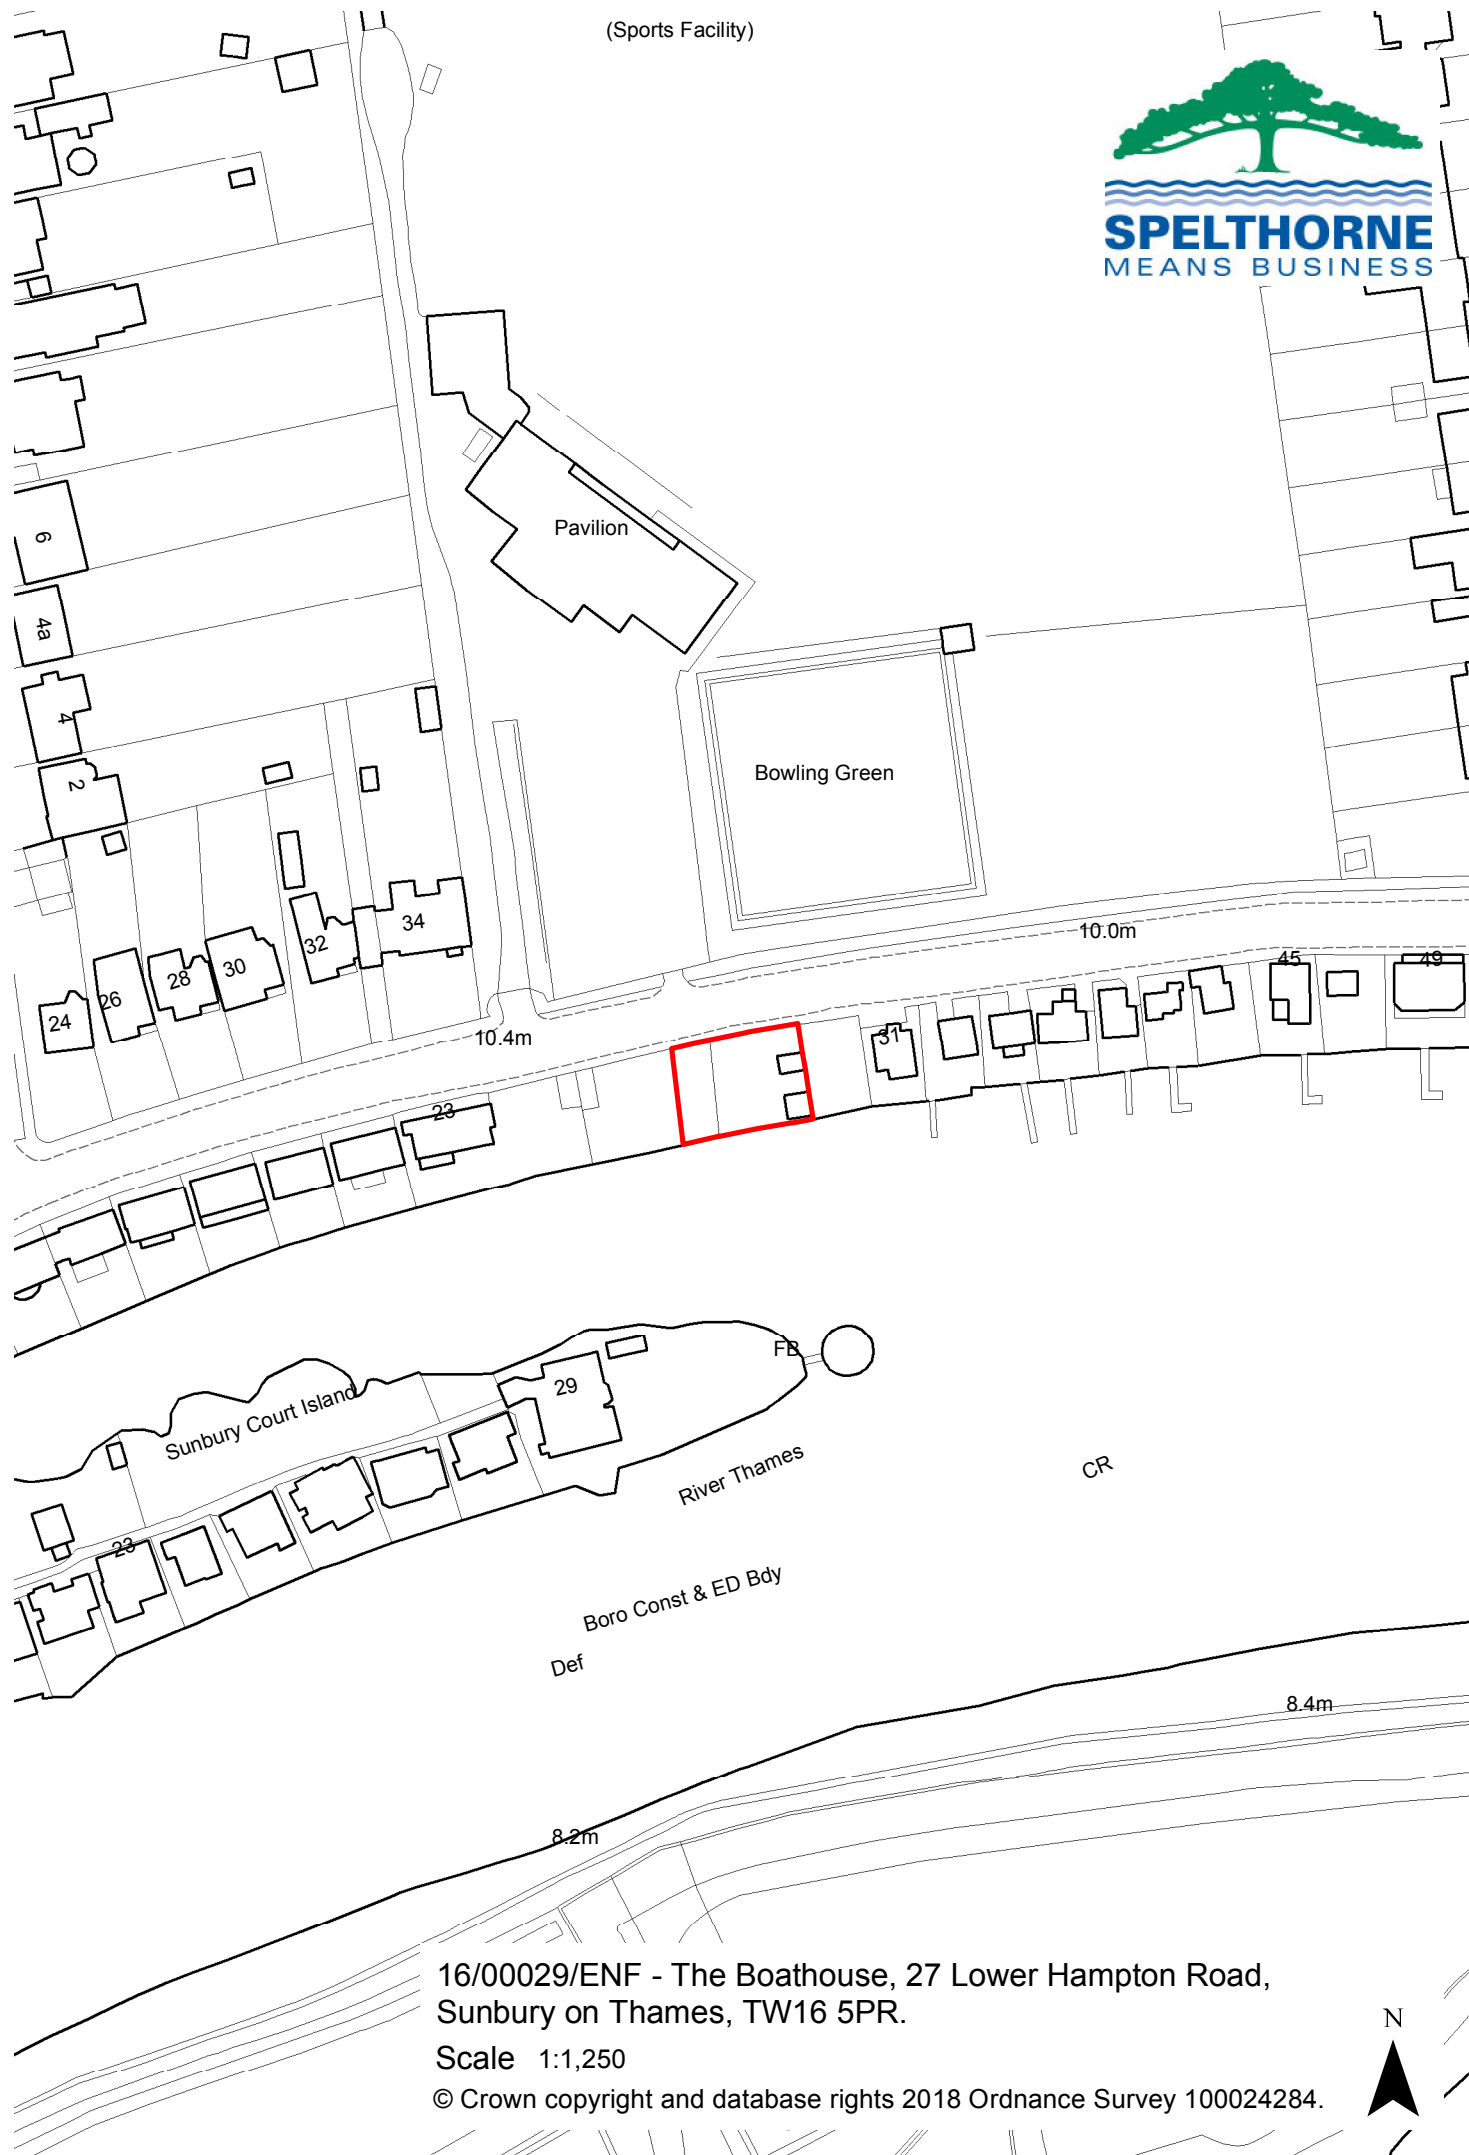 (Sports Facility)
SPELTHORNE
MEANS BUSINESS
6
Pavilion
4a
4
2
Bowling Green
34
32
30
28
26
24
10.0m
45
49
10.4m
31
23
FB
29
Sunbury Court Island
River Thames
CR
23
Boro Const & ED Bdy
Def
8.4m
8.2m
16/00029/ENF - The Boathouse, 27 Lower Hampton Road,
Sunbury on Thames, TW16 5PR.
Scale 1:1,250
N
© Crown copyright and database rights 2018 Ordnance Survey 100024284.